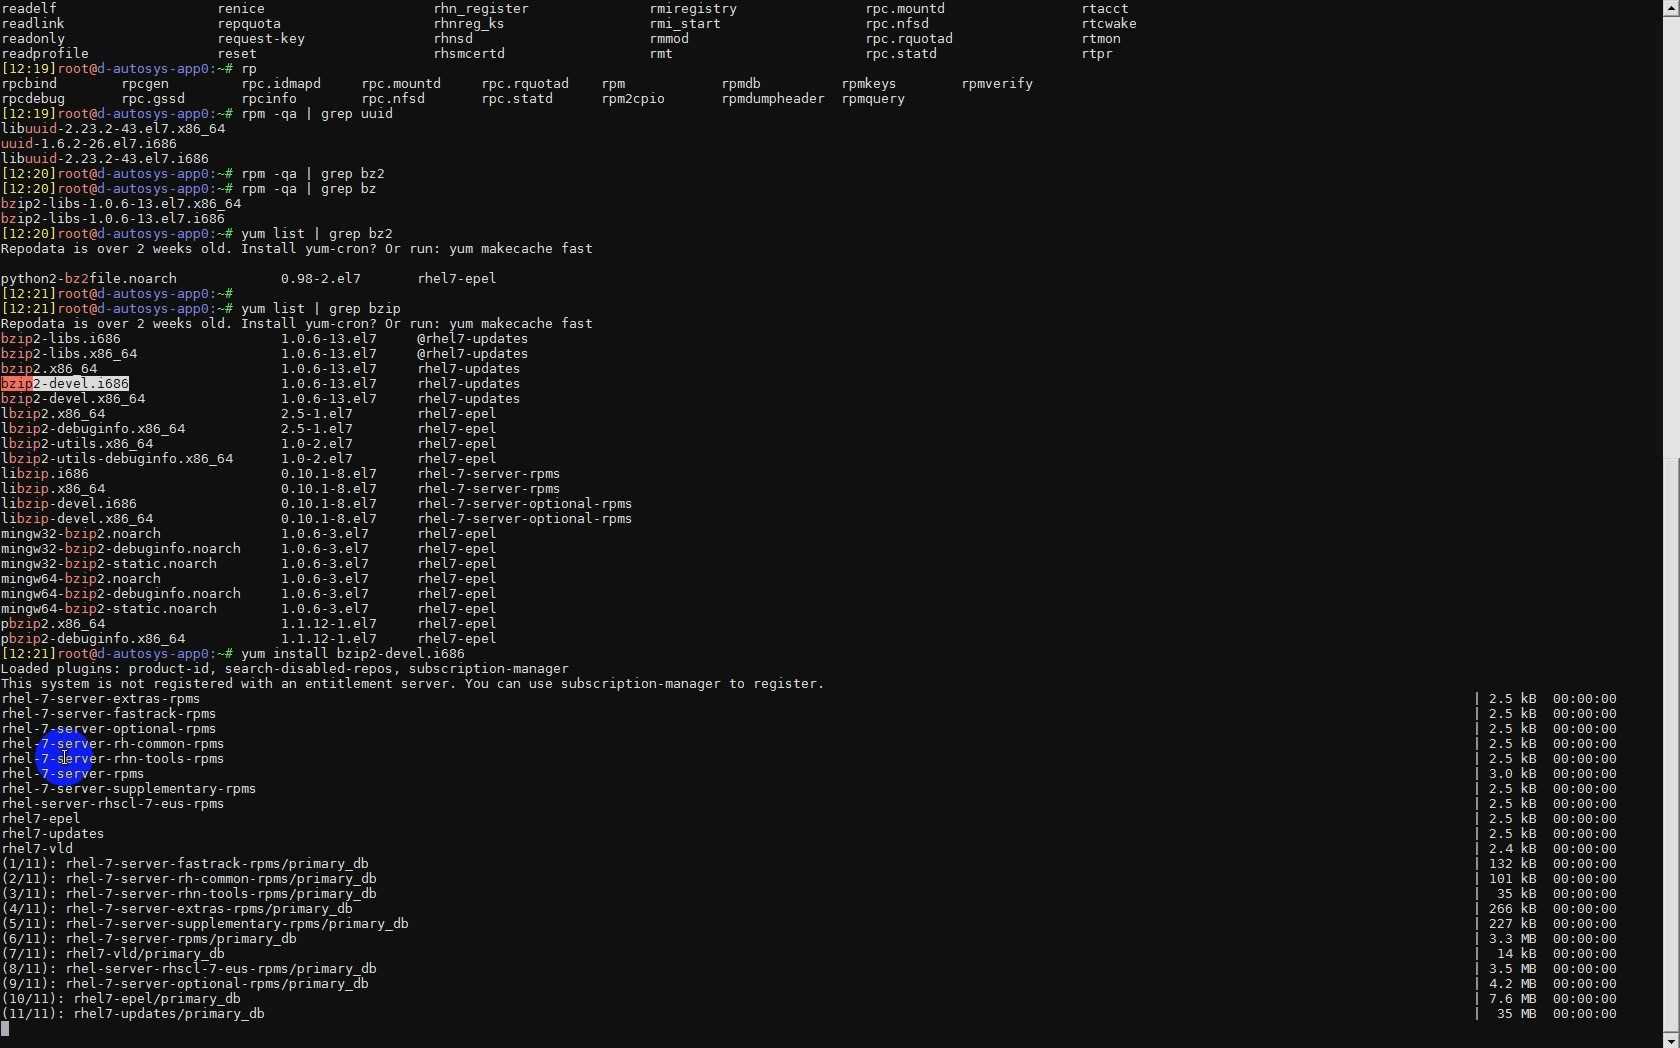 readelf renice rhn_register rmiregistry rpc.mountd rtacct
readlink repquota rhnreg_ks rmi_start rpc.nfsd rtcwake
readonly request-key rhnsd rmmod rpc.rquotad rtmon
readprofile reset rhsmcertd rmt rpc.statd rtpr
[12:19]root@d-autosys-app0:~# rp
rpcbind rpcgen rpc.idmapd rpc.mountd rpc.rquotad rpm rpmdb rpmkeys rpmverify
rpcdebug rpc.gssd rpcinfo rpc.nfsd rpc.statd rpm2cpio rpmdumpheader rpmquery
[12:19]root@d-autosys-app0:~# rpm -qa | grep uuid
libuuid-2.23.2-43.el7.x86_64
uuid-1.6.2-26.el7.i686
libuuid-2.23.2-43.el7.i686
[12:20]root@d-autosys-app0:~# rpm -qa | grep bz2
[12:20]root@d-autosys-app0:~# rpm -qa | grep bz
bzip2-libs-1.0.6-13.el7.x86_64
bzip2-libs-1.0.6-13.el7.i686
[12:20]root@d-autosys-app0:~# yum list | grep bz2
Repodata is over 2 weeks old. Install yum-cron? Or run: yum makecache fast
python2-bz2file.noarch 0.98-2.el7 rhel7-epel
[12:21]root@d-autosys-app0:~#
[12:21]root@d-autosys-app0:~# yum list | grep bzip
Repodata is over 2 weeks old. Install yum-cron? Or run: yum makecache fast
bzip2-libs.i686 1.0.6-13.el7 @rhel7-updates
bzip2-libs.x86_64 1.0.6-13.el7 @rhel7-updates
bzip2.x86_64 1.0.6-13.el7 rhel7-updates
bzip2-devel.i686 1.0.6-13.el7 rhel7-updates
bzip2-devel.x86_64 1.0.6-13.el7 rhel7-updates
lbzip2.x86_64 2.5-1.el7 rhel7-epel
lbzip2-debuginfo.x86_64 2.5-1.el7 rhel7-epel
lbzip2-utils.x86_64 1.0-2.el7 rhel7-epel
lbzip2-utils-debuginfo.x86_64 1.0-2.el7 rhel7-epel
libzip.i686 0.10.1-8.el7 rhel-7-server-rpms
libzip.x86_64 0.10.1-8.el7 rhel-7-server-rpms
libzip-devel.i686 0.10.1-8.el7 rhel-7-server-optional-rpms
libzip-devel.x86_64 0.10.1-8.el7 rhel-7-server-optional-rpms
mingw32-bzip2.noarch 1.0.6-3.el7 rhel7-epel
mingw32-bzip2-debuginfo.noarch 1.0.6-3.el7 rhel7-epel
mingw32-bzip2-static.noarch 1.0.6-3.el7 rhel7-epel
mingw64-bzip2.noarch 1.0.6-3.el7 rhel7-epel
mingw64-bzip2-debuginfo.noarch 1.0.6-3.el7 rhel7-epel
mingw64-bzip2-static.noarch 1.0.6-3.el7 rhel7-epel
pbzip2.x86_64 1.1.12-1.el7 rhel7-epel
pbzip2-debuginfo.x86_64 1.1.12-1.el7 rhel7-epel
[12:21]root@d-autosys-app0:~# yum install bzip2-devel.i686
Loaded plugins: product-id, search-disabled-repos, subscription-manager
This system is not registered with an entitlement server. You can use subscription-manager to register.
rhel-7-server-extras-rpms | 2.5 kB 00:00:00
rhel-7-server-fastrack-rpms | 2.5 kB 00:00:00
rhel-7-server-optional-rpms | 2.5 kB 00:00:00
rhel-7-server-rh-common-rpms | 2.5 kB 00:00:00
rhel-7-server-rhn-tools-rpms | 2.5 kB 00:00:00
rhel-7-server-rpms | 3.0 kB 00:00:00
rhel-7-server-supplementary-rpms | 2.5 kB 00:00:00
rhel-server-rhscl-7-eus-rpms | 2.5 kB 00:00:00
rhel7-epel | 2.5 kB 00:00:00
rhel7-updates | 2.5 kB 00:00:00
rhel7-vld | 2.4 kB 00:00:00
(1/11): rhel-7-server-fastrack-rpms/primary_db | 132 kB 00:00:00
(2/11): rhel-7-server-rh-common-rpms/primary_db | 101 kB 00:00:00
(3/11): rhel-7-server-rhn-tools-rpms/primary_db | 35 kB 00:00:00
(4/11): rhel-7-server-extras-rpms/primary_db | 266 kB 00:00:00
(5/11): rhel-7-server-supplementary-rpms/primary_db | 227 kB 00:00:00
(6/11): rhel-7-server-rpms/primary_db | 3.3 MB 00:00:00
(7/11): rhel7-vld/primary_db | 14 kB 00:00:00
(8/11): rhel-server-rhscl-7-eus-rpms/primary_db | 3.5 MB 00:00:00
(9/11): rhel-7-server-optional-rpms/primary_db | 4.2 MB 00:00:00
(10/11): rhel7-epel/primary_db | 7.6 MB 00:00:00
(11/11): rhel7-updates/primary_db | 35 MB 00:00:00